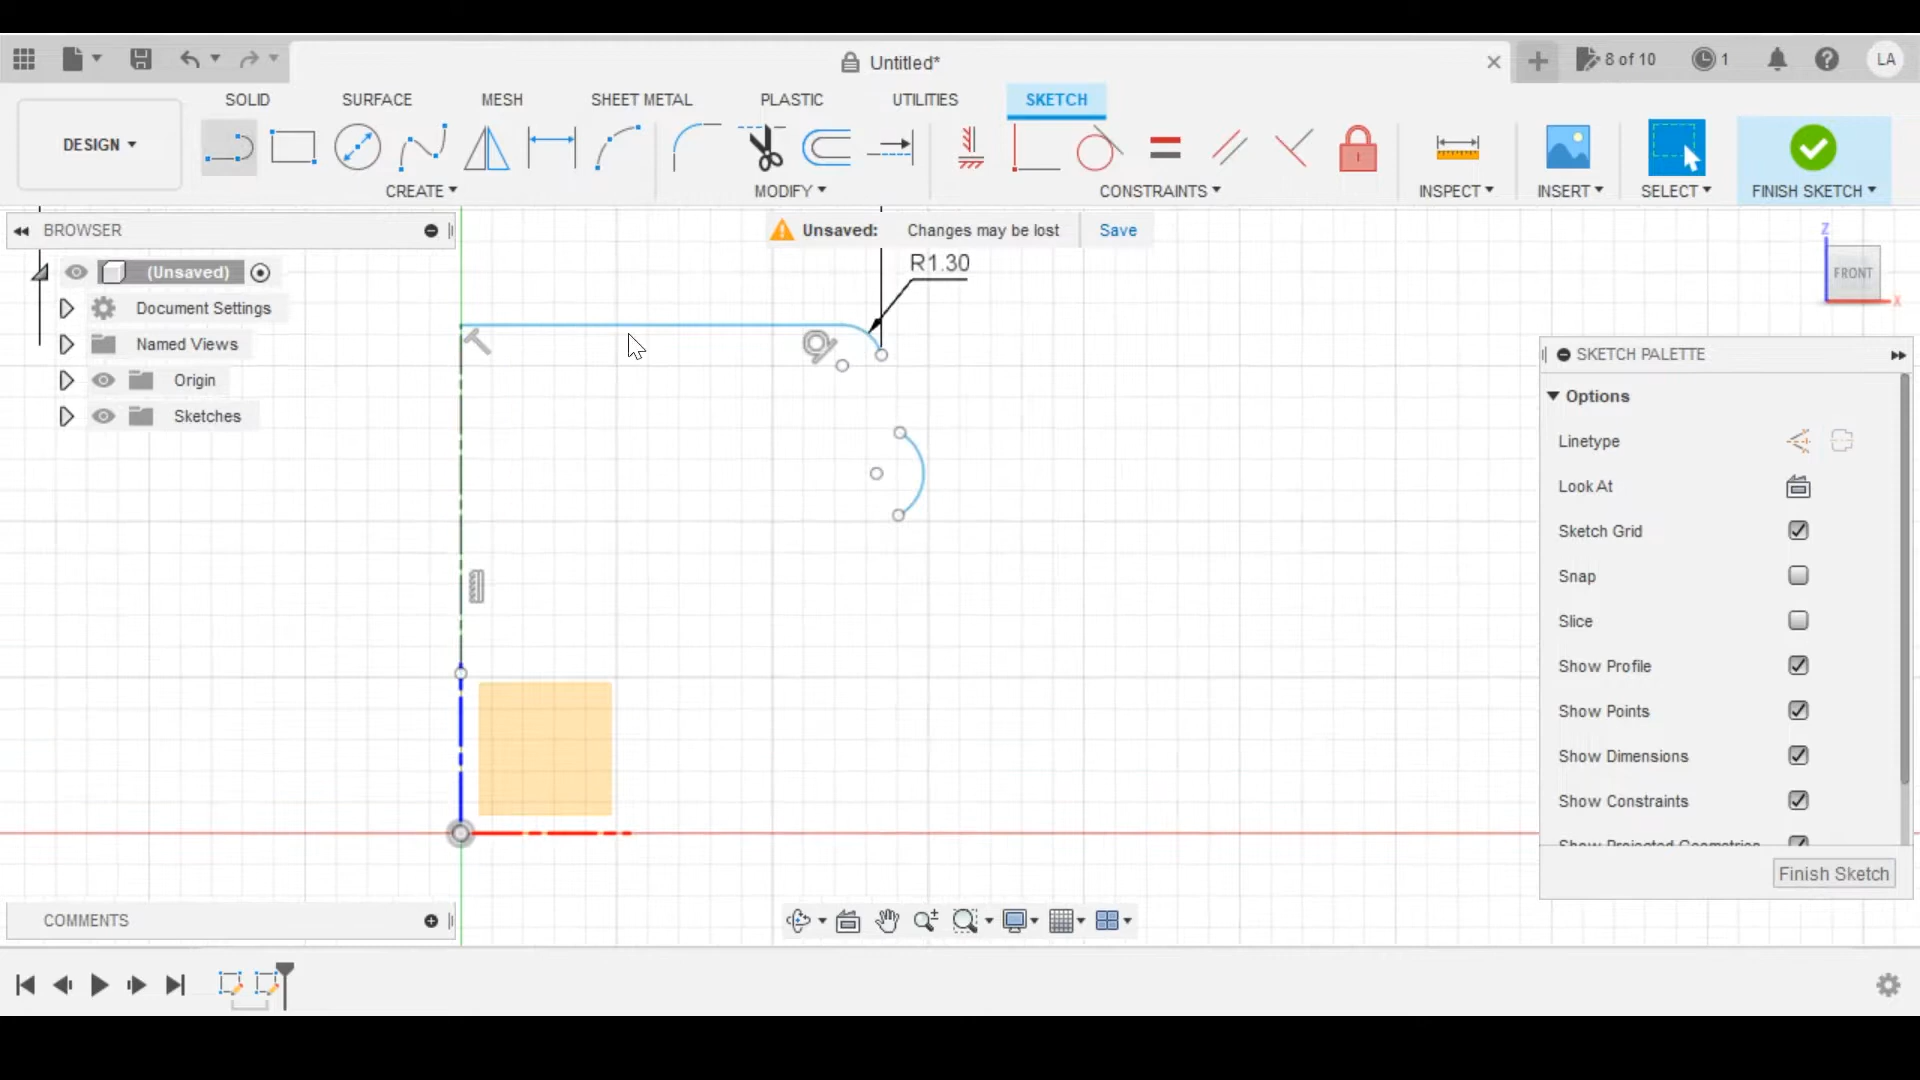 Untitled*
8 of 10
1
LA
DESIGN
SOLID
SURFACE
MESH
SHEET METAL
PLASTIC
UTILITIES
SKETCH
CREATE
MODIFY
CONSTRAINTS
INSPECT
INSERT
SELECT
FINISH SKETCH
BROWSER
Unsaved: Changes may be lost
Save
(Unsaved)
Document Settings
Named Views
Origin
Sketches
R1.30
Z
FRONT
X
SKETCH PALETTE
Options
Linetype
Look At
Sketch Grid
Snap
Slice
Show Profile
Show Points
Show Dimensions
Show Constraints
Show Projected Geometries
Finish Sketch
COMMENTS